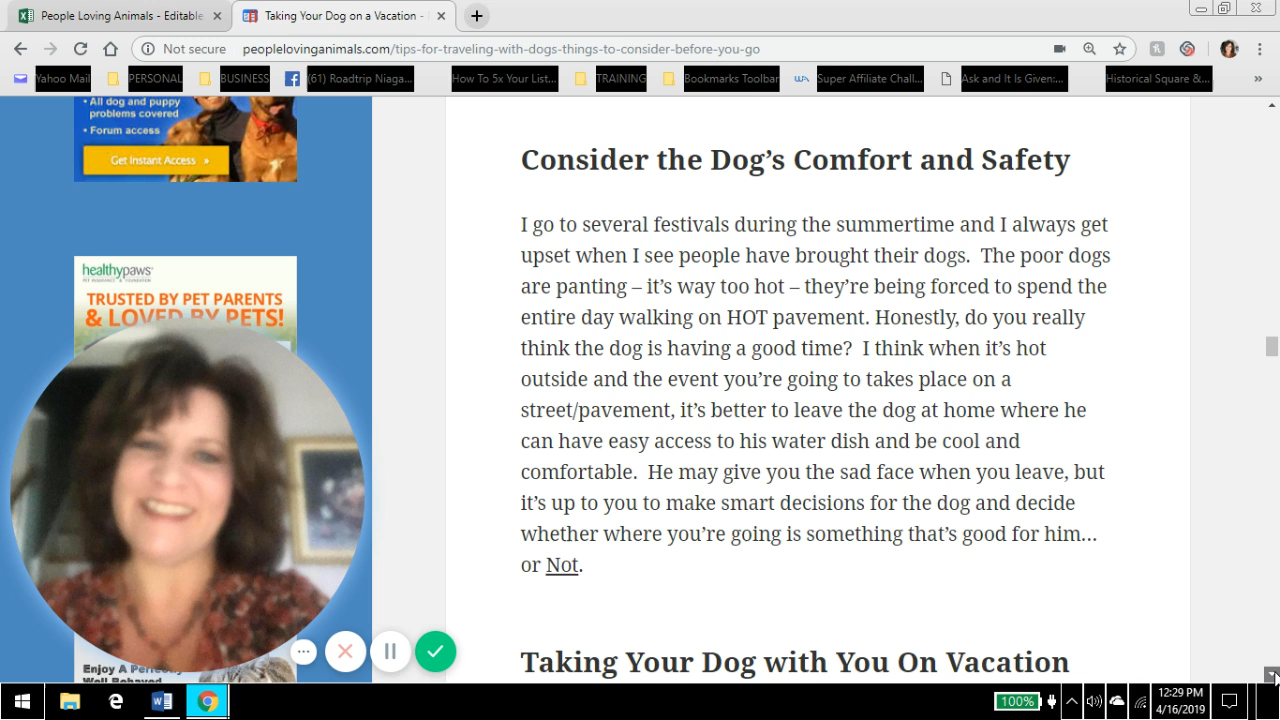 People Loving Animals - Editable
Taking Your Dog on a Vacation -
Not secure peoplelovinganimals.com/tips-for-traveling-with-dogs-things-to-consider-before-you-go
Yahoo Mail PERSONAL BUSINESS (61) Roadtrip Niaga... How To 5x Your List... TRAINING Bookmarks Toolbar Super Affiliate Chall... Ask and It Is Given:... Historical Square &... »
• All dog and puppy
problems covered
• Forum access
Get Instant Access »
healthypaws
PET INSURANCE & FOUNDATION
TRUSTED BY PET PARENTS
& LOVED BY PETS!
Enjoy A
Well Behaved
Consider the Dog’s Comfort and Safety
I go to several festivals during the summertime and I always get
upset when I see people have brought their dogs.  The poor dogs
are panting – it’s way too hot – they’re being forced to spend the
entire day walking on HOT pavement. Honestly, do you really
think the dog is having a good time?  I think when it’s hot
outside and the event you’re going to takes place on a
street/pavement, it’s better to leave the dog at home where he
can have easy access to his water dish and be cool and
comfortable.  He may give you the sad face when you leave, but
it’s up to you to make smart decisions for the dog and decide
whether where you’re going is something that’s good for him...
or Not.
Taking Your Dog with You On Vacation
100%
12:29 PM
4/16/2019